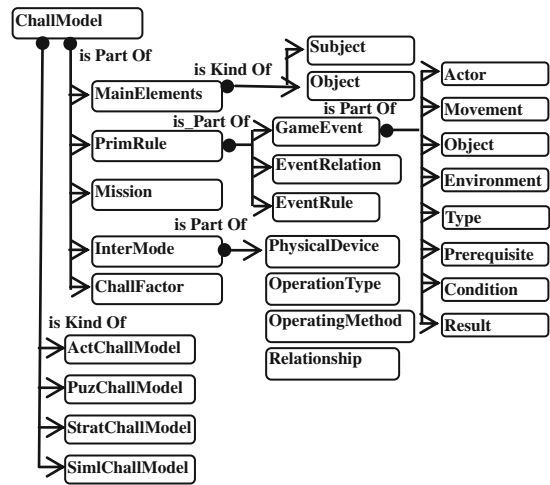 ChallModel
is Part Of
MainElements
is Kind Of
Subject
Object
PrimRule
is_Part Of
GameEvent
is Part Of
Actor
Movement
Object
Environment
Type
Prerequisite
Condition
Result
EventRelation
EventRule
Mission
InterMode
is Part Of
PhysicalDevice
OperationType
OperatingMethod
Relationship
ChallFactor
is Kind Of
ActChallModel
PuzChallModel
StratChallModel
SimlChallModel